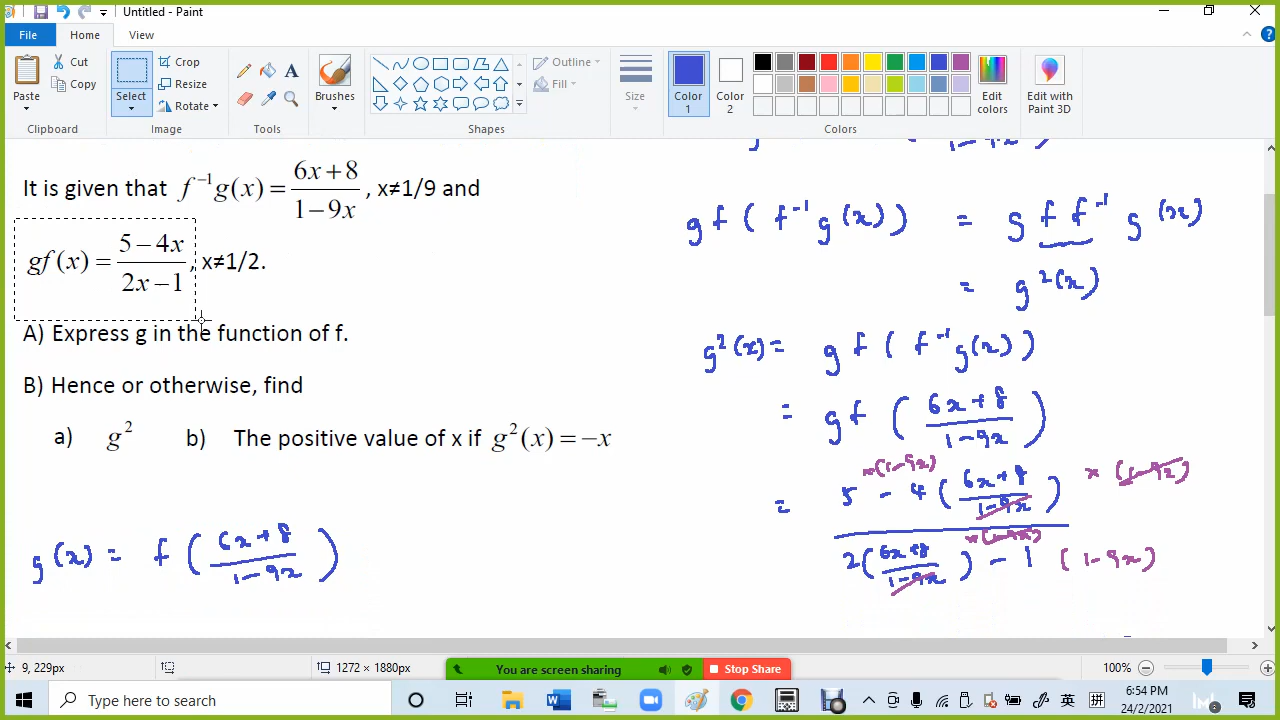 Untitled - Paint
File Home View
Paste Cut Copy
Select Crop Resize Rotate
Brushes
Outline Fill
Size
Color 1
Color 2
Edit colors
Edit with Paint 3D
Clipboard Image Tools Shapes Colors
It is given that f⁻¹g(x) = (6x+8)/(1−9x) , x≠1/9 and
gf(x) = (5−4x)/(2x−1) , x≠1/2.
A) Express g in the function of f.
B) Hence or otherwise, find
a) g² b) The positive value of x if g²(x) = −x
g(x) = f ( (6x+8)/(1−9x) )
gf ( f⁻¹g(x) ) = g f f⁻¹ g(x)
= g²(x)
g²(x) = gf ( f⁻¹g(x) )
= gf ( (6x+8)/(1−9x) )
×(1−9x)
= 5 − 4 ( (6x+8)/(1−9x) ) × (1−9x)
×(1−9x)
2 ( (6x+8)/(1−9x) ) − 1 (1−9x)
9, 229px
1272 × 1880px
100%
You are screen sharing
Stop Share
Type here to search
英
拼
6:54 PM
24/2/2021